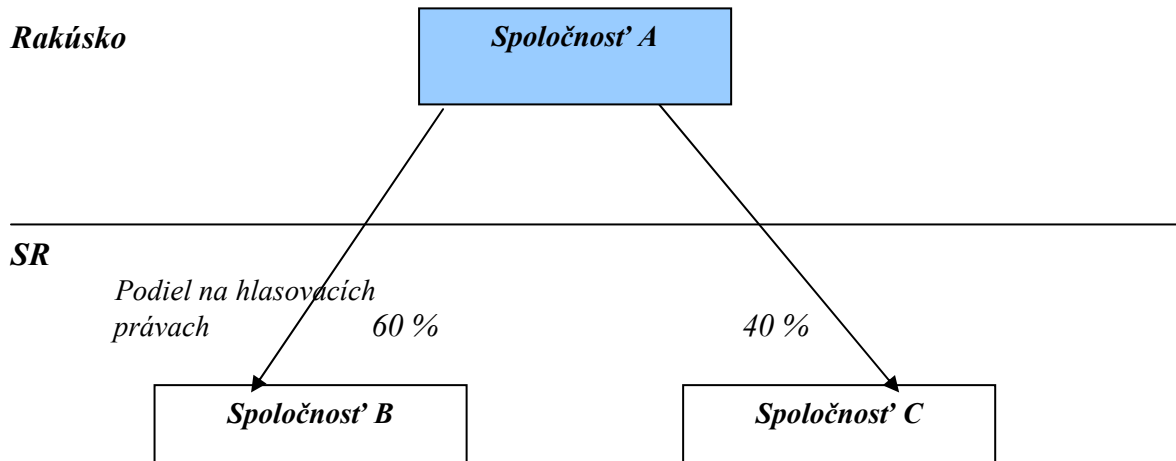 Rakúsko
Spoločnosť A
SR
Podiel na hlasovacích
právach
60 %
40 %
Spoločnosť B
Spoločnosť C